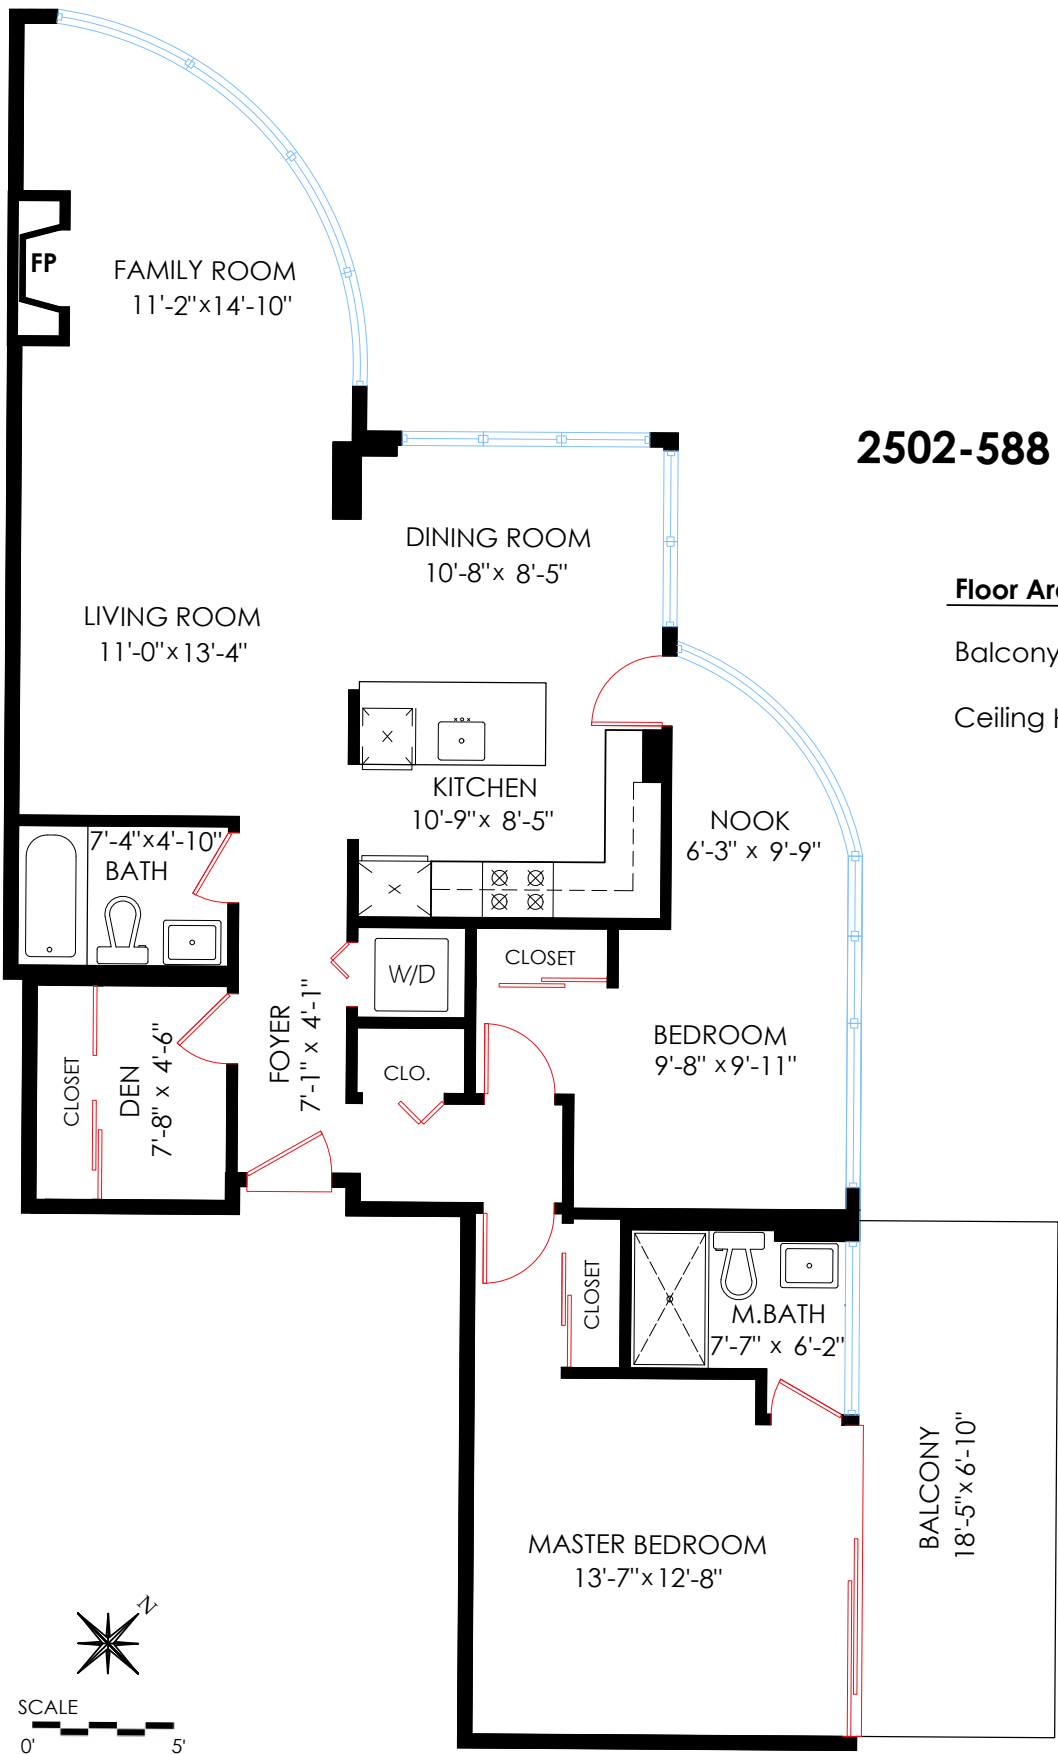 FP
FAMILY ROOM
11'-2"x14'-10"
2502-588
DINING ROOM
10'-8"x 8'-5"
Floor
Balcony
LIVING ROOM
11'-0"x13'-4"
Ceiling
KITCHEN
10'-9"x 8'-5"
NOOK
6'-3" x 9'-9"
7'-4"x4'-10"
BATH
CLOSET
W/D
FOYER
7'-1" x 4'-1"
BEDROOM
9'-8" x9'-11"
CLO.
CLOSET
DEN
7'-8" x 4'-6"
CLOSET
M.BATH
7'-7" x 6'-2"
BALCONY
18'-5"x 6'-10"
MASTER BEDROOM
13'-7"x12'-8"
N
SCALE
0' 5'